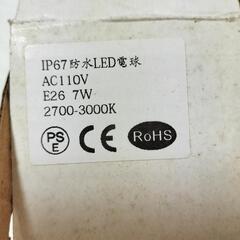 IP67防水LED電球
AC110V
E26 7W
2700-3000K
PS
E
CE
RoHS